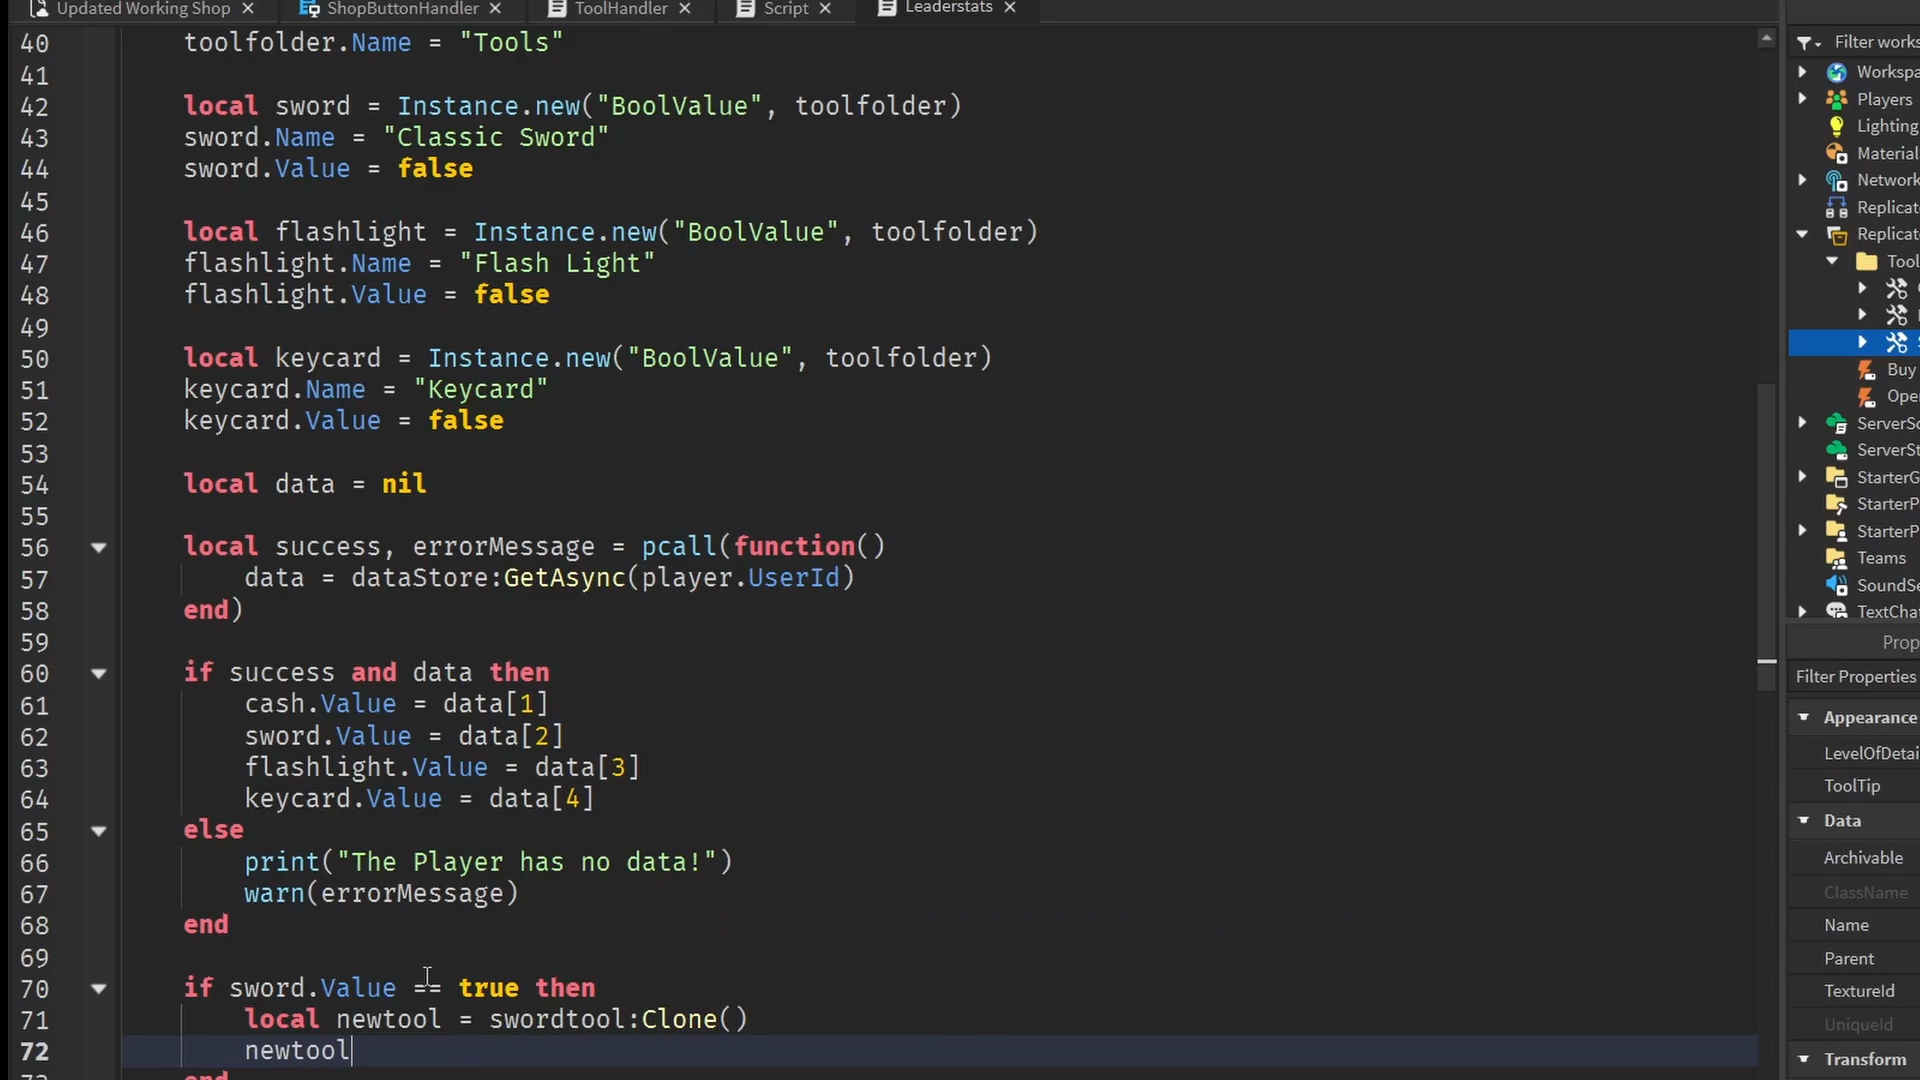 Updated Working Shop × ShopButtonHandler × ToolHandler × Script × Leaderstats ×
40 toolfolder.Name = "Tools"
41
42 local sword = Instance.new("BoolValue", toolfolder)
43 sword.Name = "Classic Sword"
44 sword.Value = false
45
46 local flashlight = Instance.new("BoolValue", toolfolder)
47 flashlight.Name = "Flash Light"
48 flashlight.Value = false
49
50 local keycard = Instance.new("BoolValue", toolfolder)
51 keycard.Name = "Keycard"
52 keycard.Value = false
53
54 local data = nil
55
56 local success, errorMessage = pcall(function()
57 data = dataStore:GetAsync(player.UserId)
58 end)
59
60 if success and data then
61 cash.Value = data[1]
62 sword.Value = data[2]
63 flashlight.Value = data[3]
64 keycard.Value = data[4]
65 else
66 print("The Player has no data!")
67 warn(errorMessage)
68 end
69
70 if sword.Value == true then
71 local newtool = swordtool:Clone()
72 newtool
end
Filter works
Workspa
Players
Lighting
Material
Network
Replicat
Replicat
Tool
Buy
Open
ServerSc
ServerSt
StarterG
StarterP
StarterP
Teams
SoundSe
TextCha
Prop
Filter Properties
Appearance
LevelOfDetai
ToolTip
Data
Archivable
ClassName
Name
Parent
TextureId
UniqueId
Transform